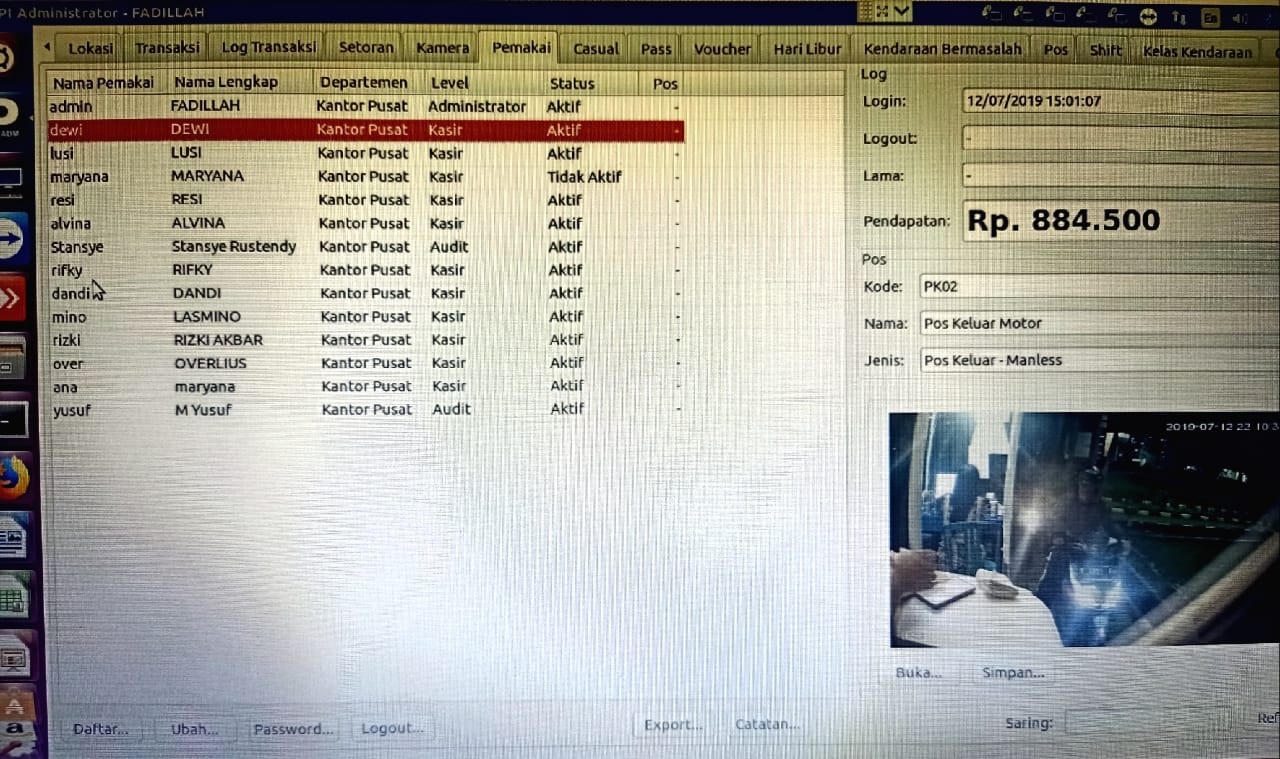 PI Administrator - FADILLAH
En
Lokasi Transaksi Log Transaksi Setoran Kamera Pemakai Casual Pass Voucher Hari Libur Kendaraan Bermasalah Pos Shift Kelas Kendaraan
Nama Pemakai Nama Lengkap Departemen Level Status Pos
admin FADILLAH Kantor Pusat Administrator Aktif -
dewi DEWI Kantor Pusat Kasir Aktif -
lusi LUSI Kantor Pusat Kasir Aktif -
maryana MARYANA Kantor Pusat Kasir Tidak Aktif -
resi RESI Kantor Pusat Kasir Aktif -
alvina ALVINA Kantor Pusat Kasir Aktif -
Stansye Stansye Rustendy Kantor Pusat Audit Aktif -
rifky RIFKY Kantor Pusat Kasir Aktif -
dandi DANDI Kantor Pusat Kasir Aktif -
mino LASMINO Kantor Pusat Kasir Aktif -
rizki RIZKI AKBAR Kantor Pusat Kasir Aktif -
over OVERLIUS Kantor Pusat Kasir Aktif -
ana maryana Kantor Pusat Kasir Aktif -
yusuf M Yusuf Kantor Pusat Audit Aktif -
Log
Login: 12/07/2019 15:01:07
Logout: -
Lama: -
Pendapatan: Rp. 884.500
Pos
Kode: PK02
Nama: Pos Keluar Motor
Jenis: Pos Keluar - Manless
2019-07-12 22 10:3
Buka... Simpan...
Daftar... Ubah... Password... Logout... Export... Catatan... Saring: Ref